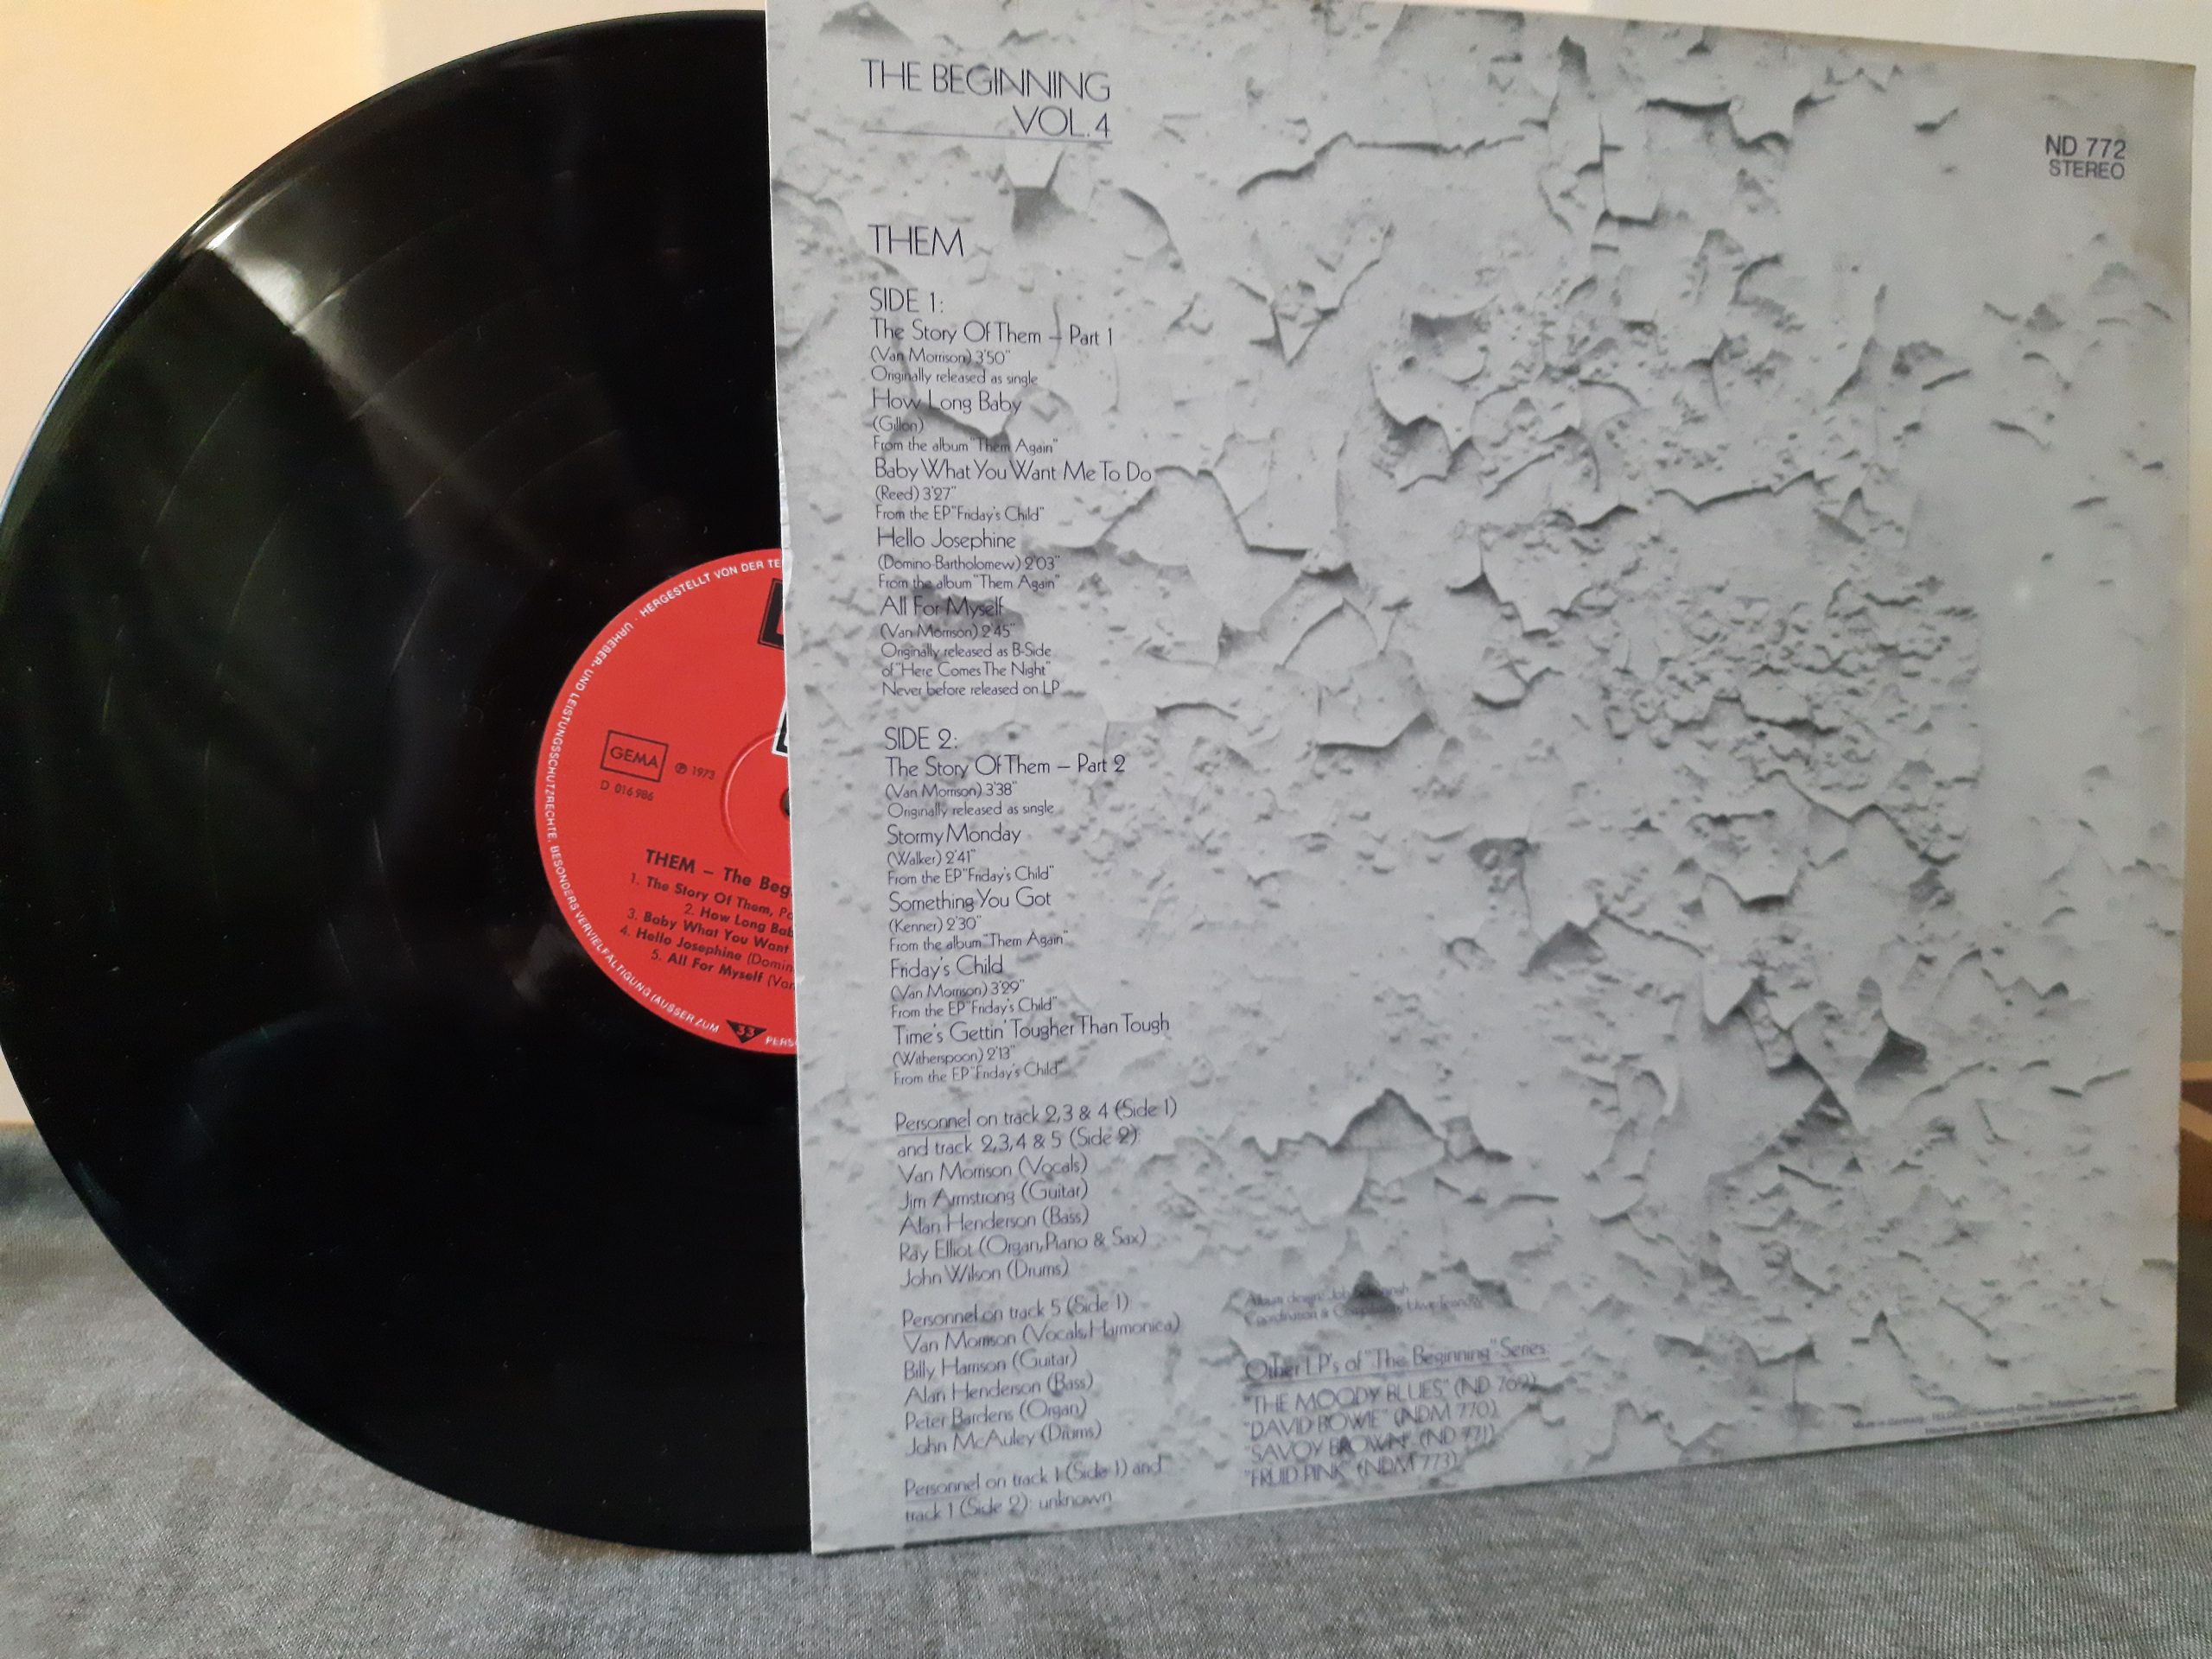 THE BEGINNING
VOL. 4
ND 772
STEREO
THEM
SIDE 1:
The Story Of Them – Part 1
(Van Morrison) 3'50"
Originally released as single
How Long Baby
(Gillon)
From the album "Them Again"
Baby What You Want Me To Do
(Reed) 3'27"
From the EP "Friday's Child"
Hello Josephine
(Domino-Bartholomew) 2'03"
From the album "Them Again"
All For Myself
(Van Morrison) 2'45"
Originally released as B-Side
of "Here Comes The Night"
Never before released on LP
SIDE 2:
The Story Of Them – Part 2
(Van Morrison) 3'38"
Originally released as single
Stormy Monday
(Walker) 2'41"
From the EP "Friday's Child"
Something You Got
(Kenner) 2'30"
From the album "Them Again"
Friday's Child
(Van Morrison) 3'29"
From the EP "Friday's Child"
Time's Gettin' Tougher Than Tough
(Witherspoon) 2'13"
From the EP "Friday's Child"
Personnel on track 2,3 & 4 (Side 1)
and track 2,3,4 & 5 (Side 2):
Van Morrison (Vocals)
Jim Armstrong (Guitar)
Alan Henderson (Bass)
Ray Elliot (Organ, Piano & Sax)
John Wilson (Drums)
Personnel on track 5 (Side 1):
Van Morrison (Vocals, Harmonica)
Billy Harrison (Guitar)
Alan Henderson (Bass)
Peter Bardens (Organ)
John McAuley (Drums)
Personnel on track 1 (Side 1) and
track 1 (Side 2): unknown
Album design: John
Coordination &
Other LP's of "The Beginning" Series:
"THE MOODY BLUES" (ND 769)
"DAVID BOWIE" (NDM 770)
"SAVOY BROWN" (ND 771)
"FRIJID PINK" (NDM 773)
Made in Germany
URHEBER- UND LEISTUNGSSCHUTZRECHTE, BESONDERS VERVIELFÄLTIGUNG (AUSSER ZUM PERS
HERGESTELLT VON DER TE
GEMA
℗ 1973
D 016 986
THEM – The Beg
1. The Story Of Them, Pa
2. How Long Bab
3. Baby What You Want
4. Hello Josephine (Domin
5. All For Myself (Van
33